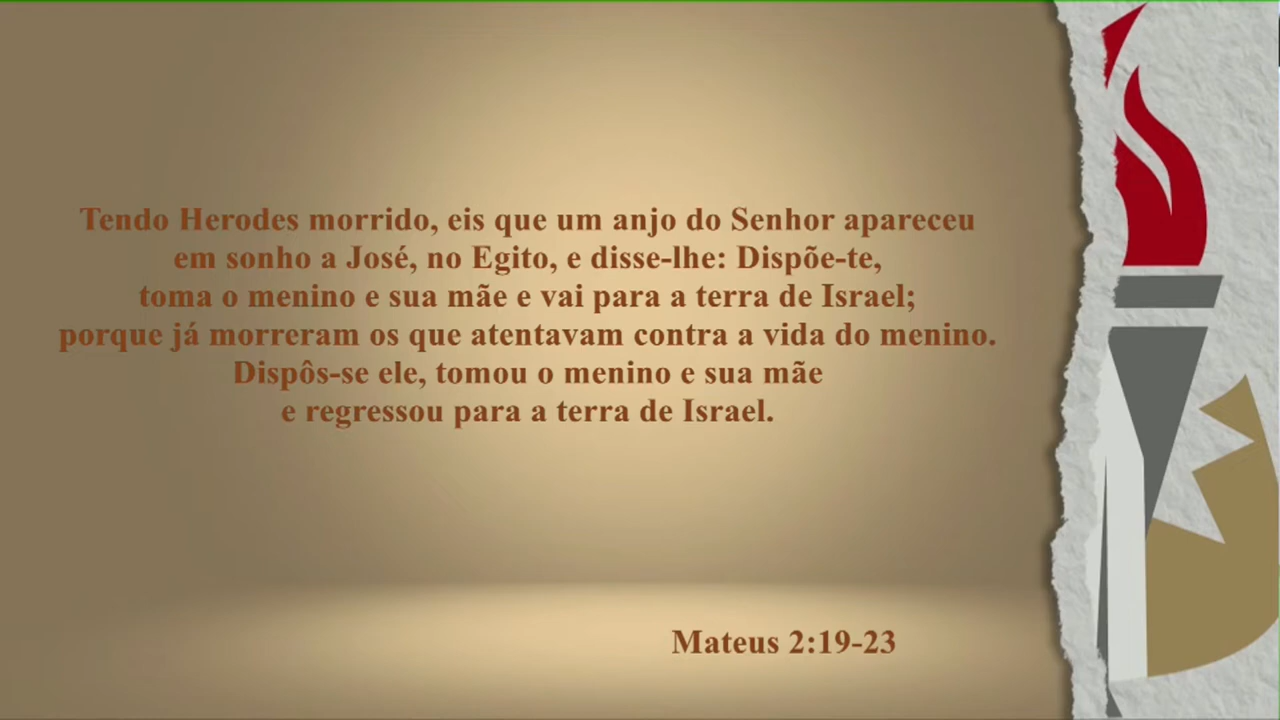 Tendo Herodes morrido, eis que um anjo do Senhor apareceu
em sonho a José, no Egito, e disse-lhe: Dispõe-te,
toma o menino e sua mãe e vai para a terra de Israel;
porque já morreram os que atentavam contra a vida do menino.
Dispôs-se ele, tomou o menino e sua mãe
e regressou para a terra de Israel.
Mateus 2:19-23